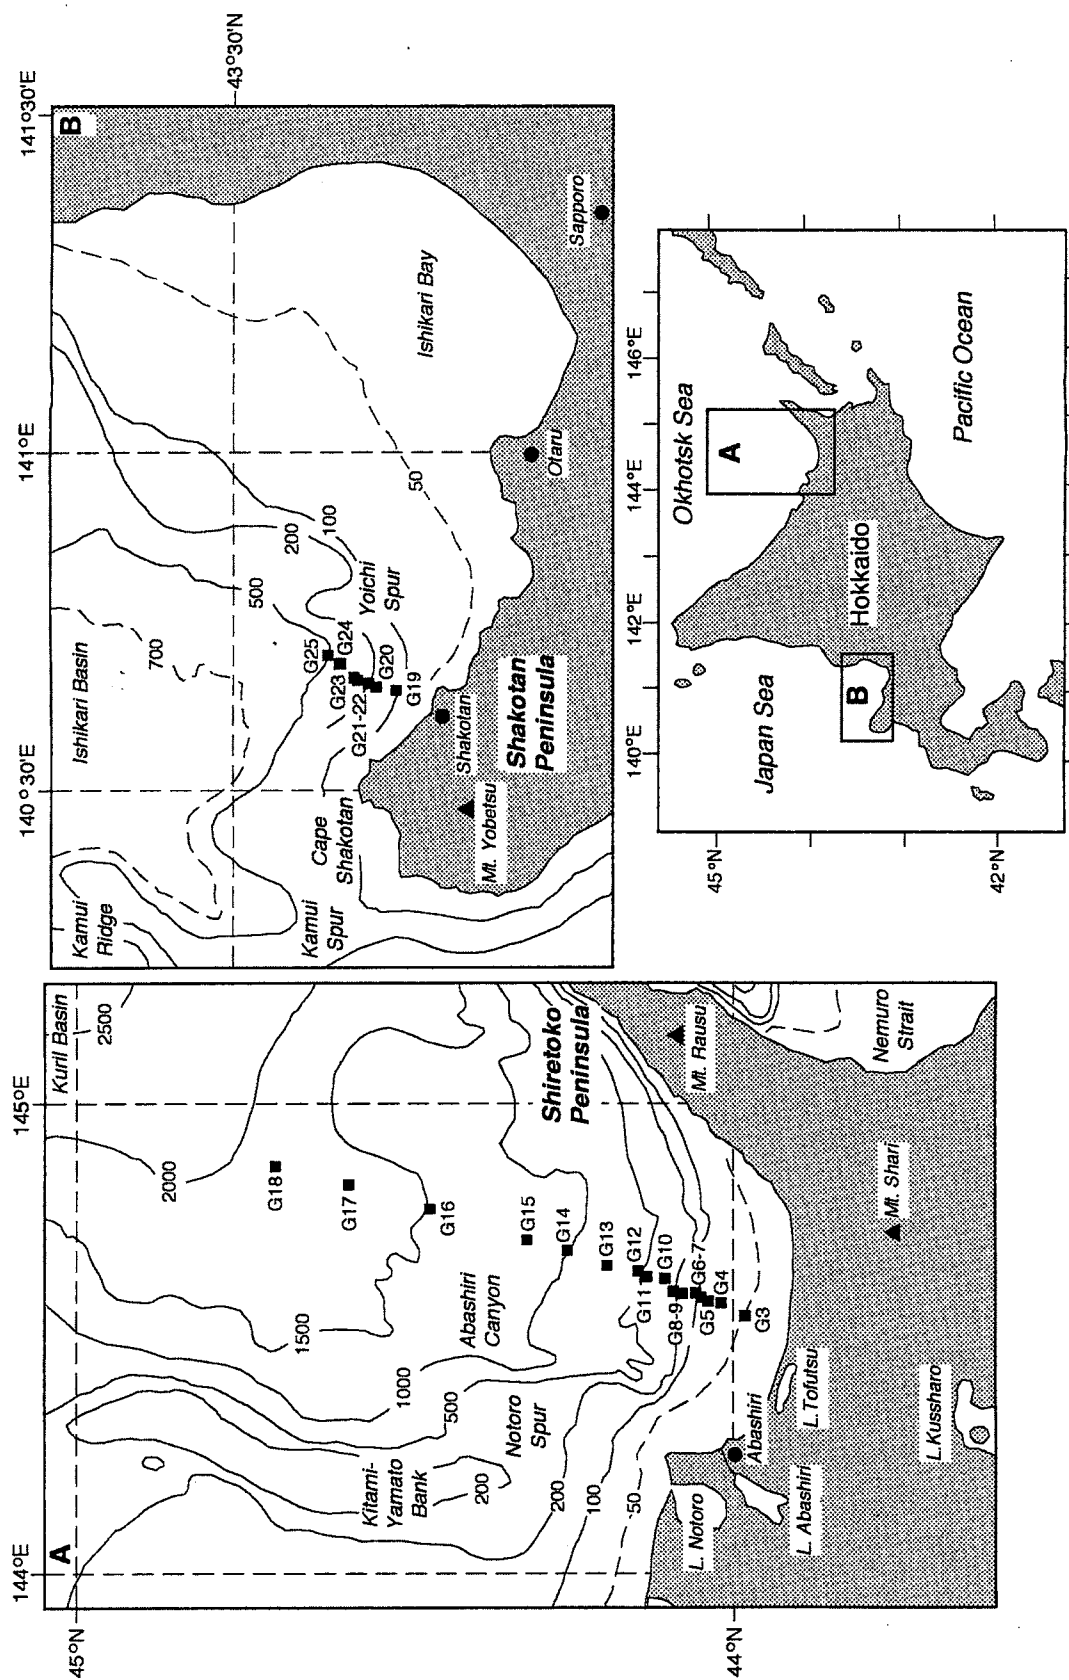 A
144°E
145°E
45°N
44°N
Kuril Basin
2500
2000
1500
1000
500
200
200
100
50
Kitami-
Yamato
Bank
Notoro
Spur
Abashiri
Canyon
G18
G17
G16
G15
G14
G13
G12
G11
G10
G8-9
G6-7
G5
G4
G3
Shiretoko
Peninsula
Mt. Rausu
Nemuro
Strait
Mt. Shari
L. Notoro
Abashiri
L. Abashiri
L.Tofutsu
L.Kussharo
B
140°30'E
141°E
141°30'E
43°30'N
Kamui
Ridge
Ishikari Basin
700
500
200
100
50
Kamui
Spur
Cape
Shakotan
G25
G24
G23
G21-22
G20
G19
Yoichi
Spur
Ishikari Bay
Shakotan
Mt. Yobetsu
Shakotan
Peninsula
Otaru
Sapporo
140°E
142°E
144°E
146°E
45°N
42°N
Japan Sea
Okhotsk Sea
Pacific Ocean
Hokkaido
A
B